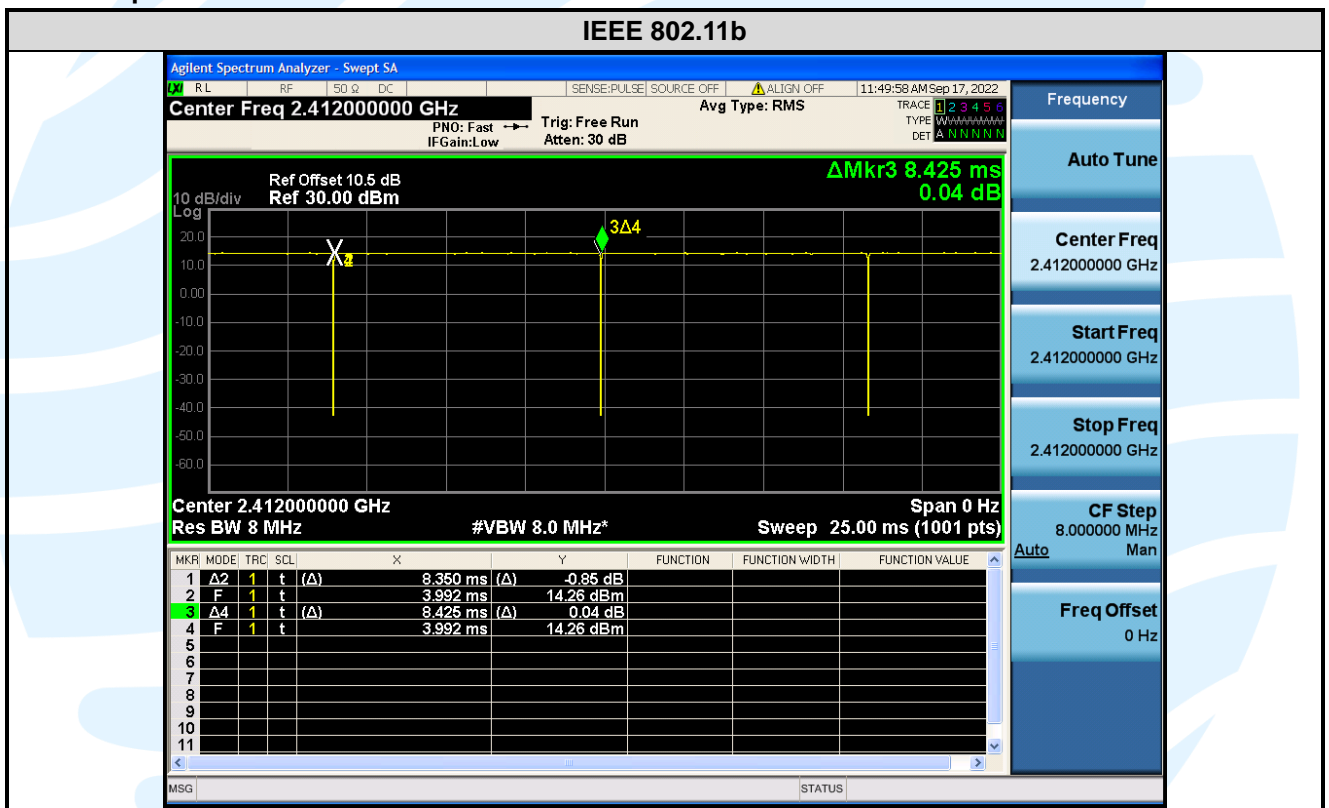 IEEE 802.11b
Agilent Spectrum Analyzer - Swept SA
LXI RL RF 50 Ω DC SENSE:PULSE SOURCE OFF ALIGN OFF 11:49:58 AM Sep 17, 2022
Center Freq 2.412000000 GHz Avg Type: RMS TRACE 1 2 3 4 5 6
PNO: Fast Trig: Free Run TYPE WWWWWW
IFGain:Low Atten: 30 dB DET A N N N N N
ΔMkr3 8.425 ms
Ref Offset 10.5 dB 0.04 dB
10 dB/div Ref 30.00 dBm
Log
20.0
10.0
0.00
-10.0
-20.0
-30.0
-40.0
-50.0
-60.0
3Δ4
Center 2.412000000 GHz Span 0 Hz
Res BW 8 MHz #VBW 8.0 MHz* Sweep 25.00 ms (1001 pts)
MKR MODE TRC SCL X Y FUNCTION FUNCTION WIDTH FUNCTION VALUE
1 Δ2 1 t (Δ) 8.350 ms (Δ) -0.85 dB
2 F 1 t 3.992 ms 14.26 dBm
3 Δ4 1 t (Δ) 8.425 ms (Δ) 0.04 dB
4 F 1 t 3.992 ms 14.26 dBm
5
6
7
8
9
10
11
MSG STATUS
Frequency
Auto Tune
Center Freq
2.412000000 GHz
Start Freq
2.412000000 GHz
Stop Freq
2.412000000 GHz
CF Step
8.000000 MHz
Auto Man
Freq Offset
0 Hz